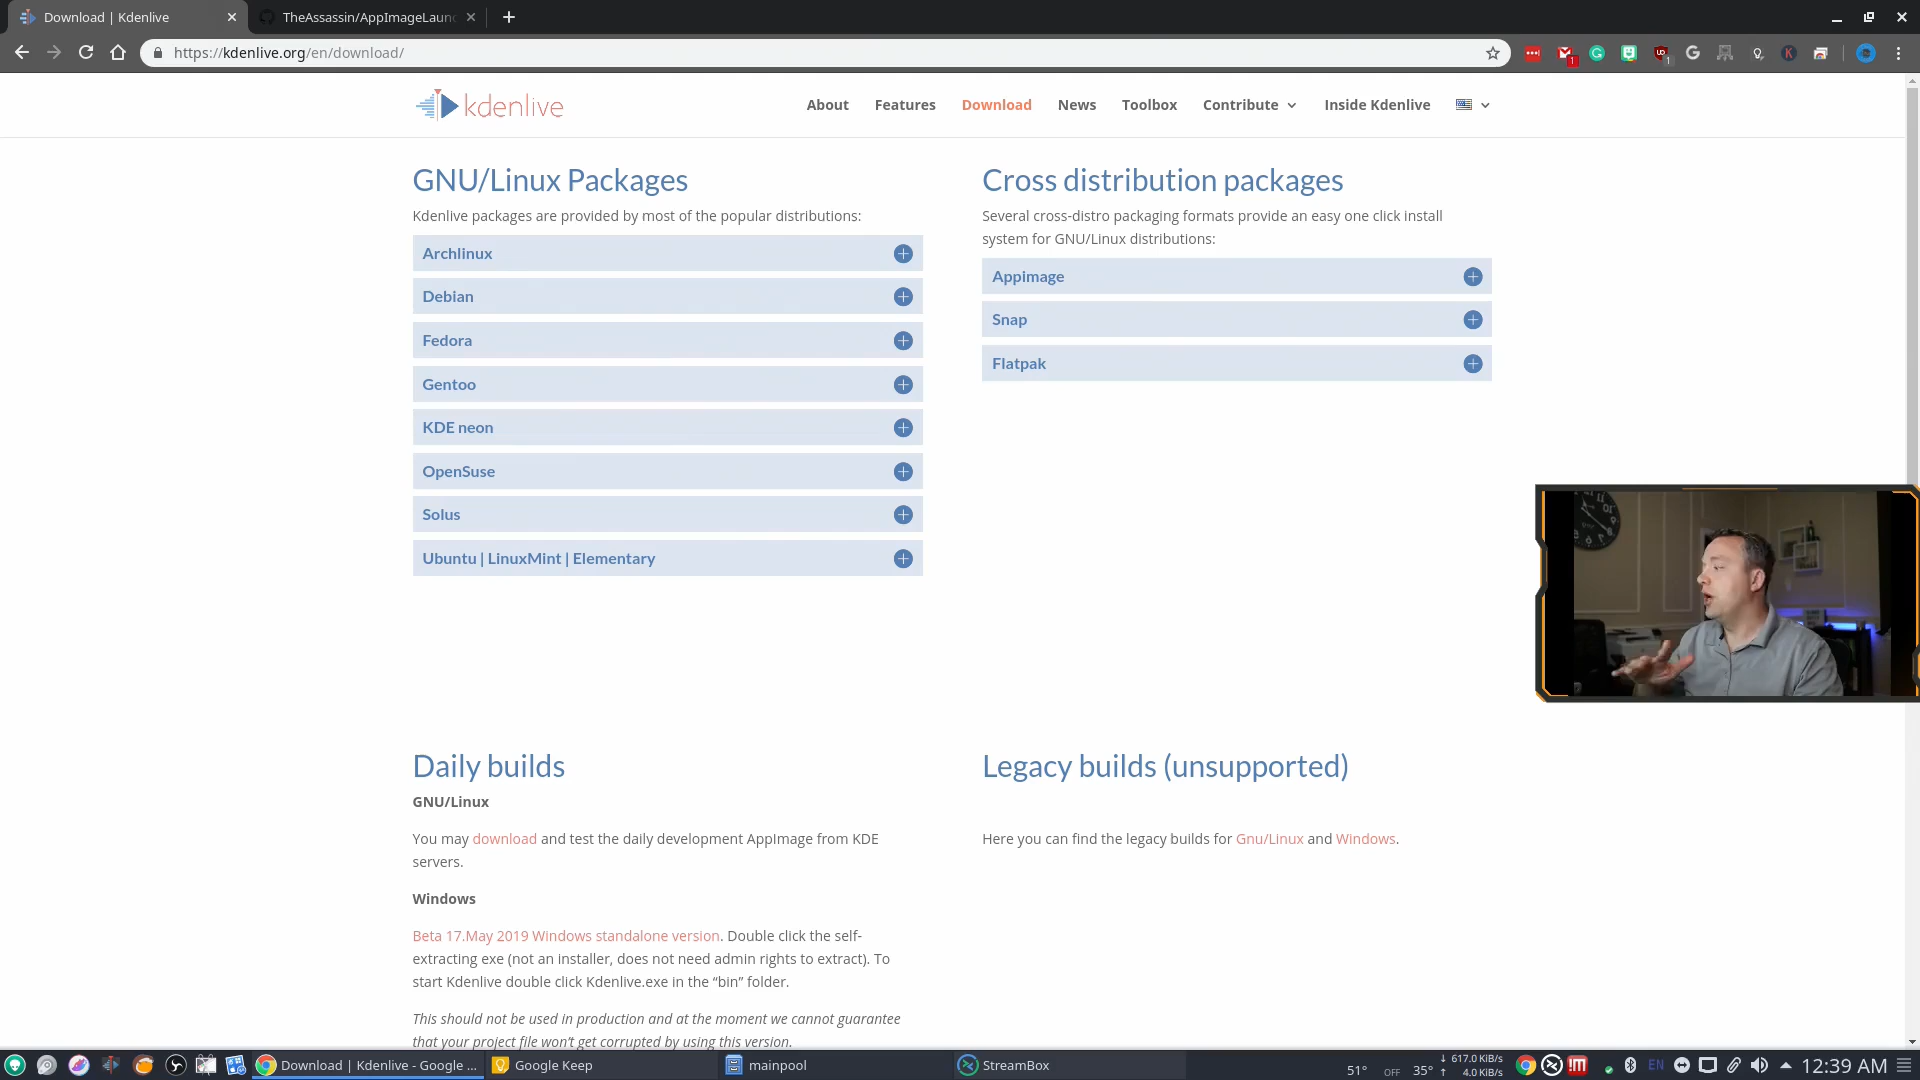 Download | Kdenlive
TheAssassin/AppImageLaun
https://kdenlive.org/en/download/
kdenlive
About
Features
Download
News
Toolbox
Contribute
Inside Kdenlive
GNU/Linux Packages
Kdenlive packages are provided by most of the popular distributions:
Archlinux
Debian
Fedora
Gentoo
KDE neon
OpenSuse
Solus
Ubuntu | LinuxMint | Elementary
Cross distribution packages
Several cross-distro packaging formats provide an easy one click install
system for GNU/Linux distributions:
Appimage
Snap
Flatpak
Daily builds
GNU/Linux
You may download and test the daily development AppImage from KDE
servers.
Windows
Beta 17.May 2019 Windows standalone version. Double click the self-
extracting exe (not an installer, does not need admin rights to extract). To
start Kdenlive double click Kdenlive.exe in the “bin” folder.
This should not be used in production and at the moment we cannot guarantee
that your project file won’t get corrupted by using this version.
Legacy builds (unsupported)
Here you can find the legacy builds for Gnu/Linux and Windows.
Download | Kdenlive - Google ...
Google Keep
mainpool
StreamBox
51°
OFF
35°
↓ 617.0 KiB/s
↑ 4.0 KiB/s
EN
12:39 AM